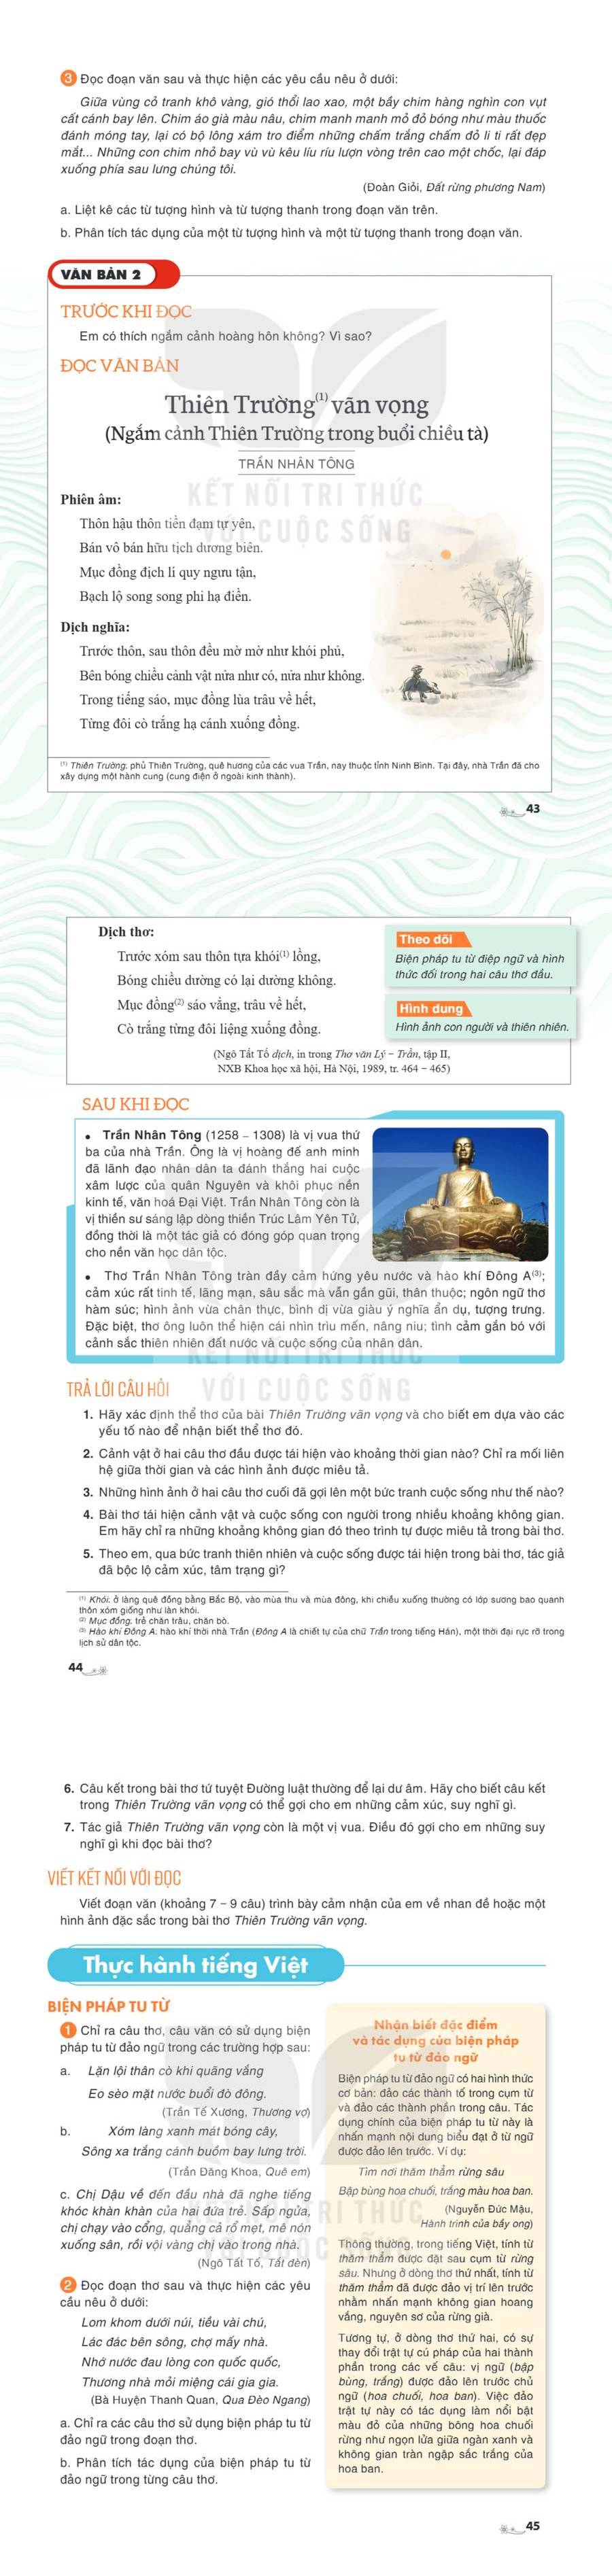 3 Đọc đoạn văn sau và thực hiện các yêu cầu nêu ở dưới:
Giữa vùng cỏ tranh khô vàng, gió thổi lao xao, một bầy chim hàng nghìn con vụt
cất cánh bay lên. Chim áo già màu nâu, chim manh manh mỏ đỏ bóng như màu thuốc
đánh móng tay, lại có bộ lông xám tro điểm những chấm trắng chấm đỏ li ti rất đẹp
mắt... Những con chim nhỏ bay vù vù kêu líu ríu lượn vòng trên cao một chốc, lại đáp
xuống phía sau lưng chúng tôi.
(Đoàn Giỏi, Đất rừng phương Nam)
a. Liệt kê các từ tượng hình và từ tượng thanh trong đoạn văn trên.
b. Phân tích tác dụng của một từ tượng hình và một từ tượng thanh trong đoạn văn.
VĂN BẢN 2
TRƯỚC KHI ĐỌC
Em có thích ngắm cảnh hoàng hôn không? Vì sao?
ĐỌC VĂN BẢN
Thiên Trường(1) vãn vọng
(Ngắm cảnh Thiên Trường trong buổi chiều tà)
TRẦN NHÂN TÔNG
KẾT NỐI TRI THỨC
VỚI CUỘC SỐNG
Phiên âm:
Thôn hậu thôn tiền đạm tự yên,
Bán vô bán hữu tịch dương biên.
Mục đồng địch lí quy ngưu tận,
Bạch lộ song song phi hạ điền.
Dịch nghĩa:
Trước thôn, sau thôn đều mờ mờ như khói phủ,
Bên bóng chiều cảnh vật nửa như có, nửa như không.
Trong tiếng sáo, mục đồng lùa trâu về hết,
Từng đôi cò trắng hạ cánh xuống đồng.
(1) Thiên Trường: phủ Thiên Trường, quê hương của các vua Trần, nay thuộc tỉnh Ninh Bình. Tại đây, nhà Trần đã cho
xây dựng một hành cung (cung điện ở ngoài kinh thành).
43
Dịch thơ:
Trước xóm sau thôn tựa khói(1) lồng,
Bóng chiều dường có lại dường không.
Mục đồng(2) sáo vẳng, trâu về hết,
Cò trắng từng đôi liệng xuống đồng.
(Ngô Tất Tố dịch, in trong Thơ văn Lý – Trần, tập II,
NXB Khoa học xã hội, Hà Nội, 1989, tr. 464 – 465)
Theo dõi
Biện pháp tu từ điệp ngữ và hình
thức đối trong hai câu thơ đầu.
Hình dung
Hình ảnh con người và thiên nhiên.
SAU KHI ĐỌC
• Trần Nhân Tông (1258 – 1308) là vị vua thứ
ba của nhà Trần. Ông là vị hoàng đế anh minh
đã lãnh đạo nhân dân ta đánh thắng hai cuộc
xâm lược của quân Nguyên và khôi phục nền
kinh tế, văn hoá Đại Việt. Trần Nhân Tông còn là
vị thiền sư sáng lập dòng thiền Trúc Lâm Yên Tử,
đồng thời là một tác giả có đóng góp quan trọng
cho nền văn học dân tộc.
• Thơ Trần Nhân Tông tràn đầy cảm hứng yêu nước và hào khí Đông A(3);
cảm xúc rất tinh tế, lãng mạn, sâu sắc mà vẫn gần gũi, thân thuộc; ngôn ngữ thơ
hàm súc; hình ảnh vừa chân thực, bình dị vừa giàu ý nghĩa ẩn dụ, tượng trưng.
Đặc biệt, thơ ông luôn thể hiện cái nhìn trìu mến, nâng niu; tình cảm gắn bó với
cảnh sắc thiên nhiên đất nước và cuộc sống của nhân dân.
KẾT NỐI TRI THỨC
VỚI CUỘC SỐNG
TRẢ LỜI CÂU HỎI
1. Hãy xác định thể thơ của bài Thiên Trường vãn vọng và cho biết em dựa vào các
yếu tố nào để nhận biết thể thơ đó.
2. Cảnh vật ở hai câu thơ đầu được tái hiện vào khoảng thời gian nào? Chỉ ra mối liên
hệ giữa thời gian và các hình ảnh được miêu tả.
3. Những hình ảnh ở hai câu thơ cuối đã gợi lên một bức tranh cuộc sống như thế nào?
4. Bài thơ tái hiện cảnh vật và cuộc sống con người trong nhiều khoảng không gian.
Em hãy chỉ ra những khoảng không gian đó theo trình tự được miêu tả trong bài thơ.
5. Theo em, qua bức tranh thiên nhiên và cuộc sống được tái hiện trong bài thơ, tác giả
đã bộc lộ cảm xúc, tâm trạng gì?
(1) Khói: ở làng quê đồng bằng Bắc Bộ, vào mùa thu và mùa đông, khi chiều xuống thường có lớp sương bao quanh
thôn xóm giống như làn khói.
(2) Mục đồng: trẻ chăn trâu, chăn bò.
(3) Hào khí Đông A: hào khí thời nhà Trần (Đông A là chiết tự của chữ Trần trong tiếng Hán), một thời đại rực rỡ trong
lịch sử dân tộc.
44
6. Câu kết trong bài thơ tứ tuyệt Đường luật thường để lại dư âm. Hãy cho biết câu kết
trong Thiên Trường vãn vọng có thể gợi cho em những cảm xúc, suy nghĩ gì.
7. Tác giả Thiên Trường vãn vọng còn là một vị vua. Điều đó gợi cho em những suy
nghĩ gì khi đọc bài thơ?
VIẾT KẾT NỐI VỚI ĐỌC
Viết đoạn văn (khoảng 7 – 9 câu) trình bày cảm nhận của em về nhan đề hoặc một
hình ảnh đặc sắc trong bài thơ Thiên Trường vãn vọng.
Thực hành tiếng Việt
BIỆN PHÁP TU TỪ
1 Chỉ ra câu thơ, câu văn có sử dụng biện
pháp tu từ đảo ngữ trong các trường hợp sau:
a. Lặn lội thân cò khi quãng vắng
Eo sèo mặt nước buổi đò đông.
(Trần Tế Xương, Thương vợ)
b. Xóm làng xanh mát bóng cây,
Sông xa trắng cánh buồm bay lưng trời.
(Trần Đăng Khoa, Quê em)
c. Chị Dậu về đến đầu nhà đã nghe tiếng
khóc khàn khàn của hai đứa trẻ. Sấp ngửa,
chị chạy vào cổng, quẳng cả rổ mẹt, mê nón
xuống sân, rồi vội vàng chị vào trong nhà.
(Ngô Tất Tố, Tắt đèn)
2 Đọc đoạn thơ sau và thực hiện các yêu
cầu nêu ở dưới:
Lom khom dưới núi, tiều vài chú,
Lác đác bên sông, chợ mấy nhà.
Nhớ nước đau lòng con quốc quốc,
Thương nhà mỏi miệng cái gia gia.
(Bà Huyện Thanh Quan, Qua Đèo Ngang)
a. Chỉ ra các câu thơ sử dụng biện pháp tu từ
đảo ngữ trong đoạn thơ.
b. Phân tích tác dụng của biện pháp tu từ
đảo ngữ trong từng câu thơ.
Nhận biết đặc điểm
và tác dụng của biện pháp
tu từ đảo ngữ
Biện pháp tu từ đảo ngữ có hai hình thức
cơ bản: đảo các thành tố trong cụm từ
và đảo các thành phần trong câu. Tác
dụng chính của biện pháp tu từ này là
nhấn mạnh nội dung biểu đạt ở từ ngữ
được đảo lên trước. Ví dụ:
Tìm nơi thăm thẳm rừng sâu
Bập bùng hoa chuối, trắng màu hoa ban.
(Nguyễn Đức Mậu,
Hành trình của bầy ong)
Thông thường, trong tiếng Việt, tính từ
thăm thẳm được đặt sau cụm từ rừng
sâu. Nhưng ở dòng thơ thứ nhất, tính từ
thăm thẳm đã được đảo vị trí lên trước
nhằm nhấn mạnh không gian hoang
vắng, nguyên sơ của rừng già.
Tương tự, ở dòng thơ thứ hai, có sự
thay đổi trật tự cú pháp của hai thành
phần trong các vế câu: vị ngữ (bập
bùng, trắng) được đảo lên trước chủ
ngữ (hoa chuối, hoa ban). Việc đảo
trật tự này có tác dụng làm nổi bật
màu đỏ của những bông hoa chuối
rừng như ngọn lửa giữa ngàn xanh và
không gian tràn ngập sắc trắng của
hoa ban.
KẾT NỐI TRI THỨC
VỚI CUỘC SỐNG
45